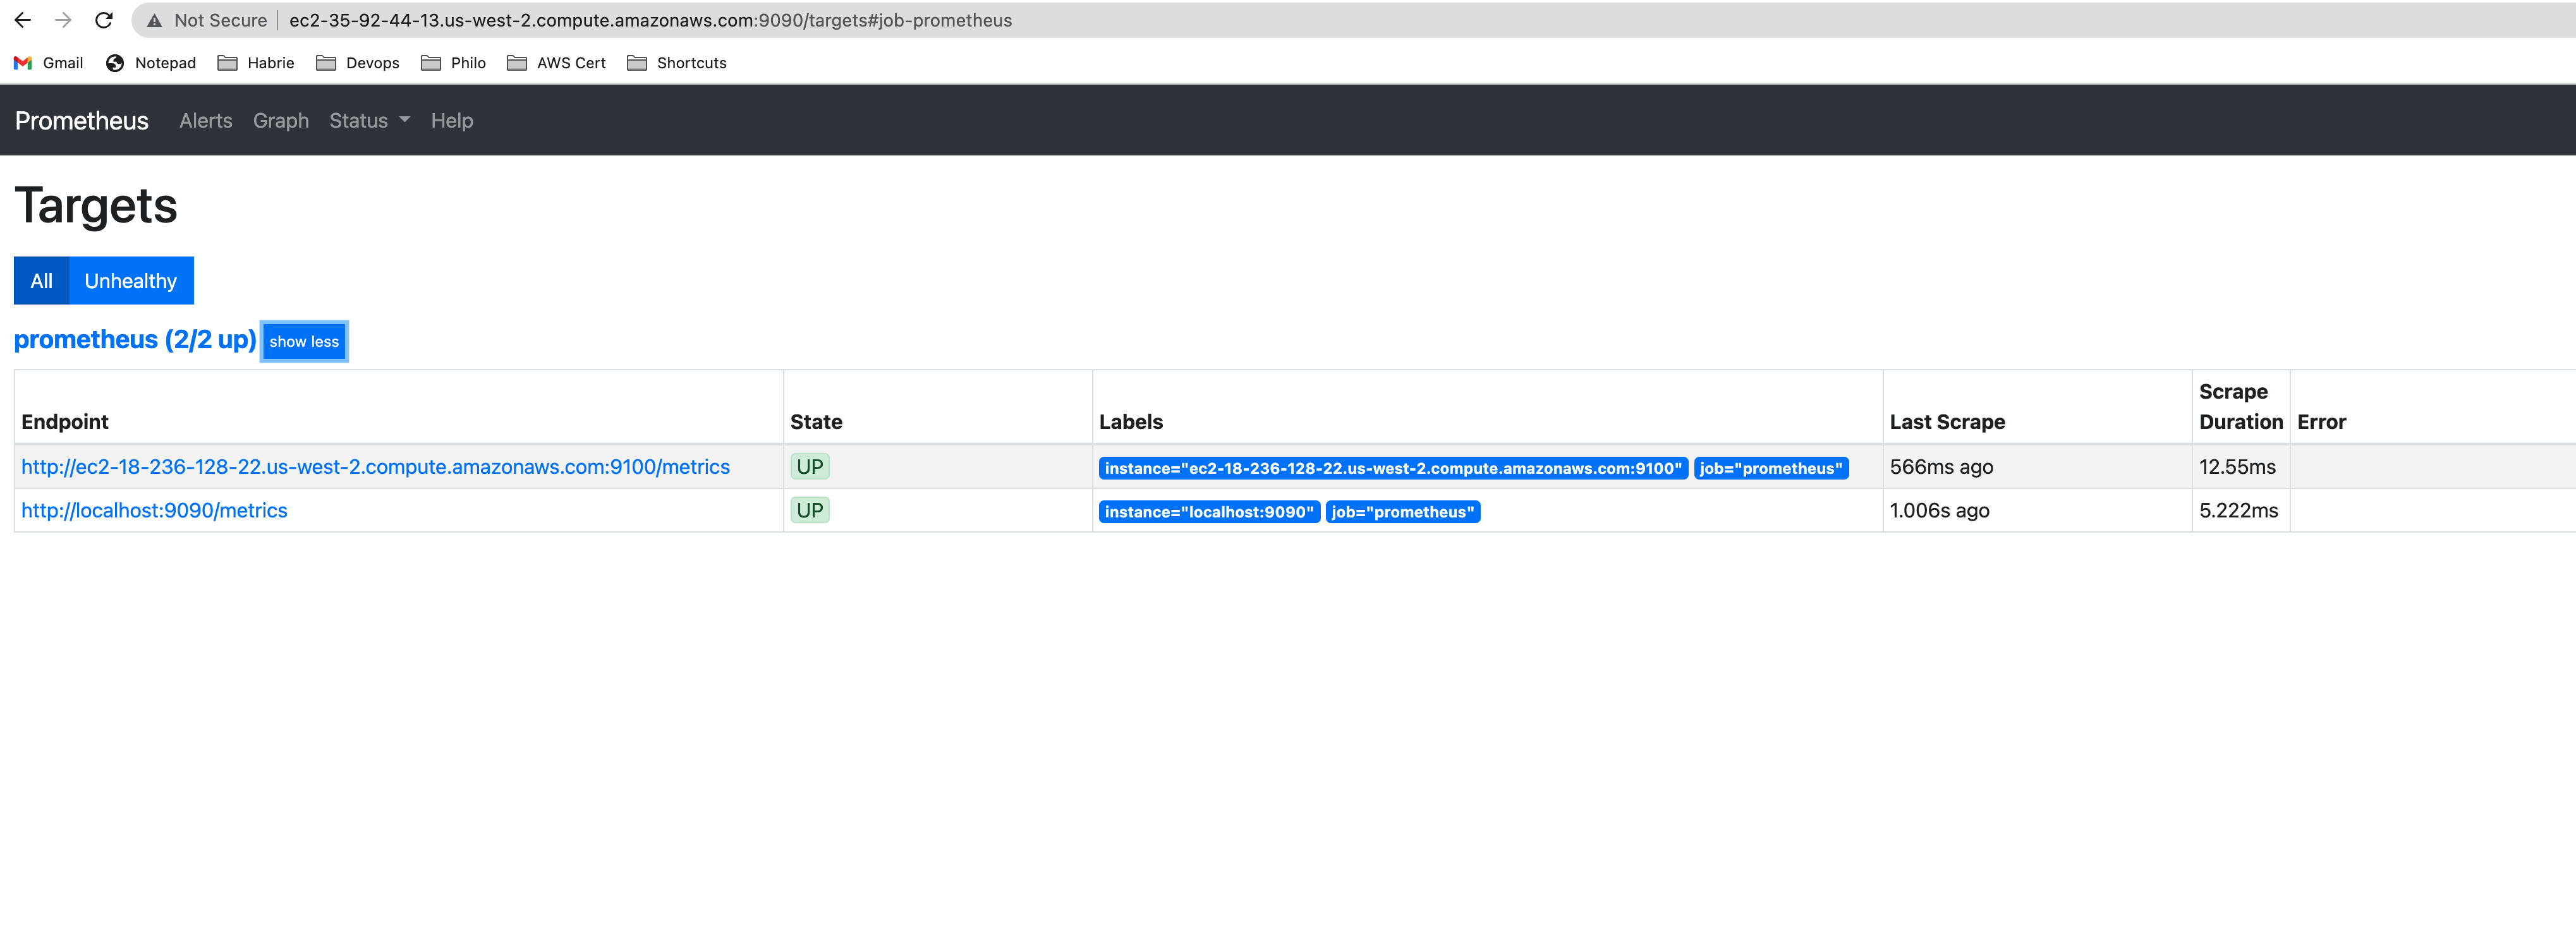 Not Secure ec2-35-92-44-13.us-west-2.compute.amazonaws.com:9090/targets#job-prometheus
Gmail Notepad Habrie Devops Philo AWS Cert Shortcuts
Prometheus Alerts Graph Status Help
Targets
All Unhealthy
prometheus (2/2 up) show less
Endpoint State Labels Last Scrape Scrape Duration Error
http://ec2-18-236-128-22.us-west-2.compute.amazonaws.com:9100/metrics UP instance="ec2-18-236-128-22.us-west-2.compute.amazonaws.com:9100" job="prometheus" 566ms ago 12.55ms
http://localhost:9090/metrics UP instance="localhost:9090" job="prometheus" 1.006s ago 5.222ms